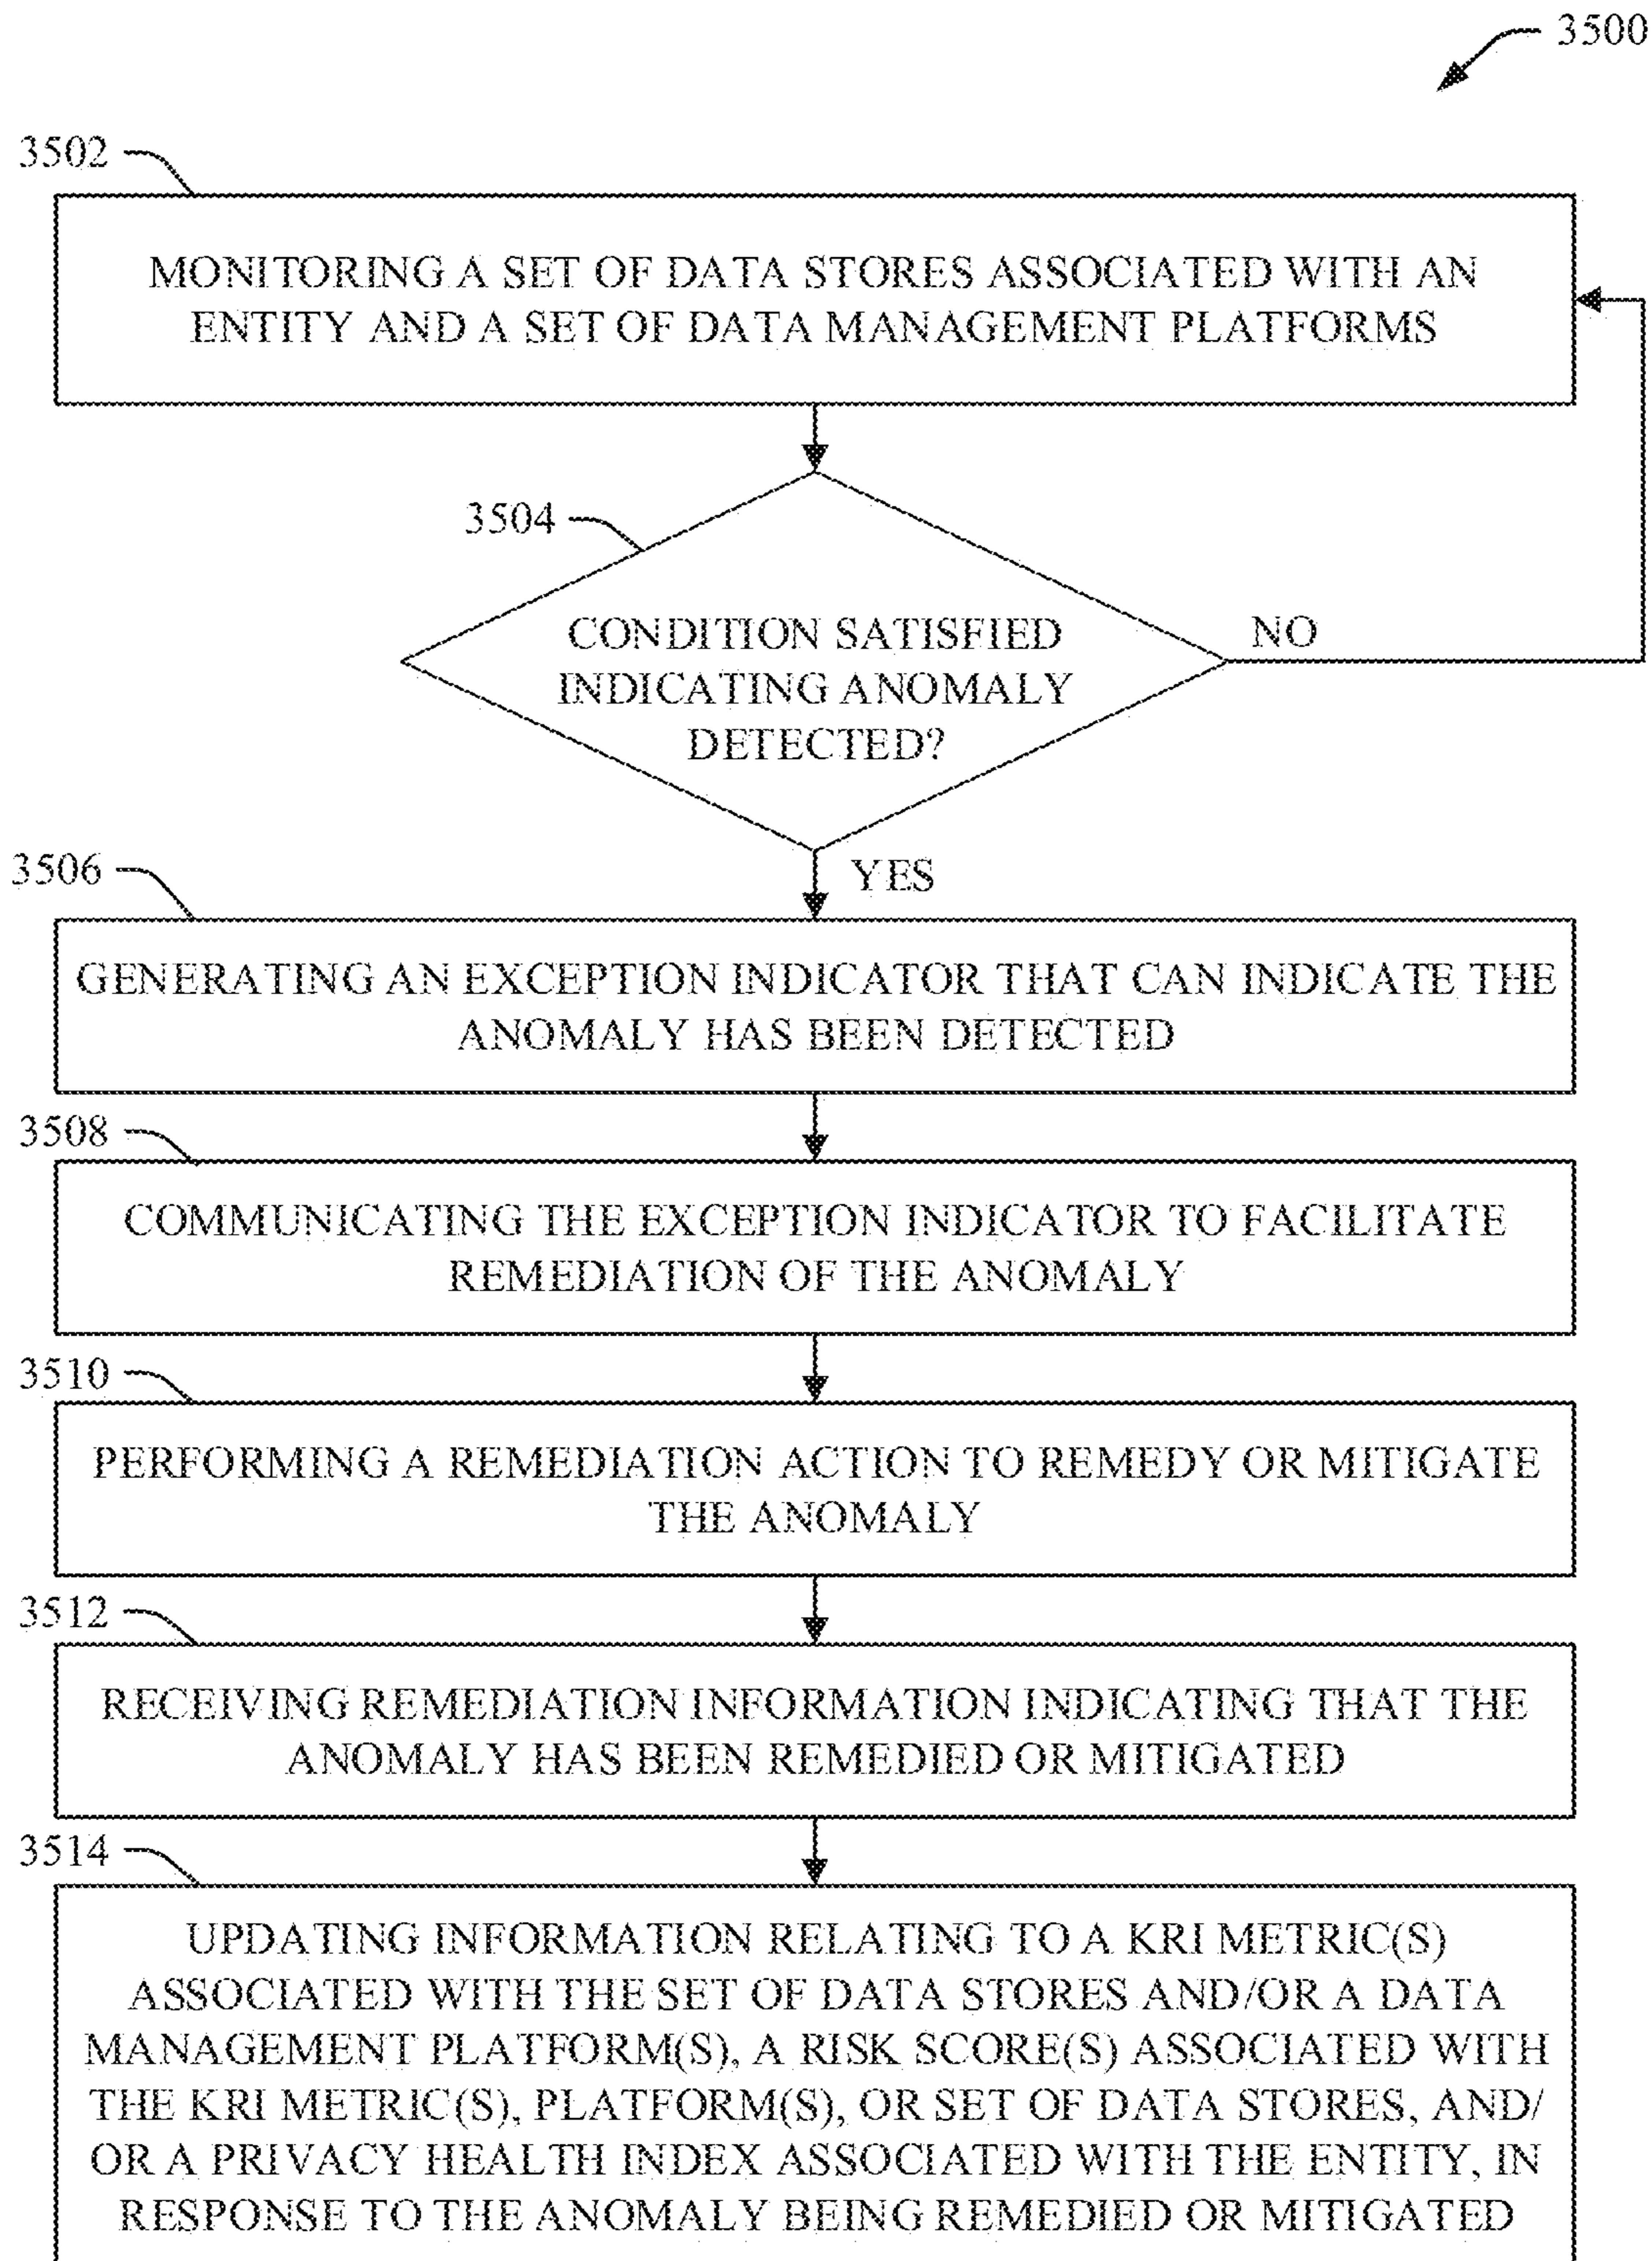 3500
3502
MONITORING A SET OF DATA STORES ASSOCIATED WITH AN
ENTITY AND A SET OF DATA MANAGEMENT PLATFORMS
3504
CONDITION SATISFIED
INDICATING ANOMALY
DETECTED?
NO
YES
3506
GENERATING AN EXCEPTION INDICATOR THAT CAN INDICATE THE
ANOMALY HAS BEEN DETECTED
3508
COMMUNICATING THE EXCEPTION INDICATOR TO FACILITATE
REMEDIATION OF THE ANOMALY
3510
PERFORMING A REMEDIATION ACTION TO REMEDY OR MITIGATE
THE ANOMALY
3512
RECEIVING REMEDIATION INFORMATION INDICATING THAT THE
ANOMALY HAS BEEN REMEDIED OR MITIGATED
3514
UPDATING INFORMATION RELATING TO A KRI METRIC(S)
ASSOCIATED WITH THE SET OF DATA STORES AND/OR A DATA
MANAGEMENT PLATFORM(S), A RISK SCORE(S) ASSOCIATED WITH
THE KRI METRIC(S), PLATFORM(S), OR SET OF DATA STORES, AND/
OR A PRIVACY HEALTH INDEX ASSOCIATED WITH THE ENTITY, IN
RESPONSE TO THE ANOMALY BEING REMEDIED OR MITIGATED